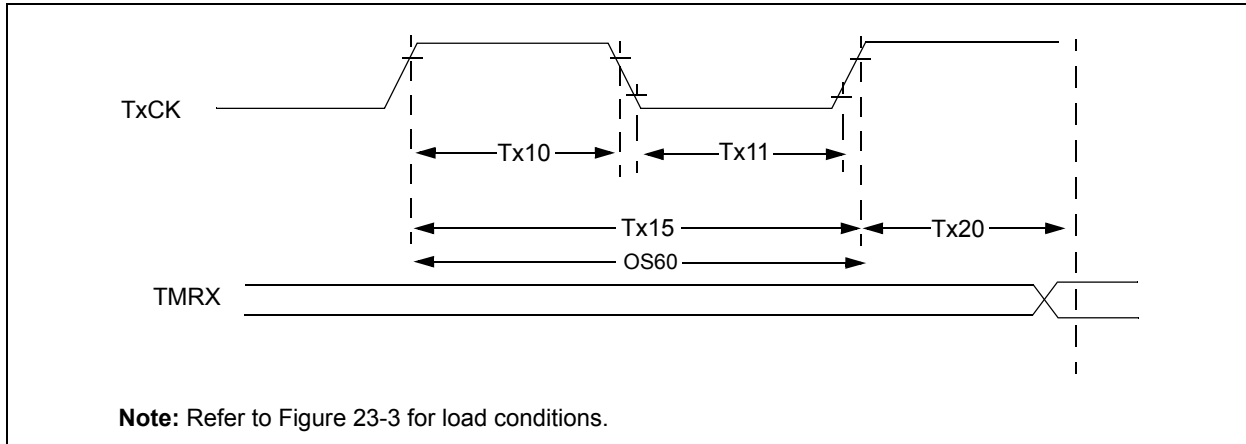 TxCK
Tx10
Tx11
Tx15
Tx20
OS60
TMRX
Note: Refer to Figure 23-3 for load conditions.